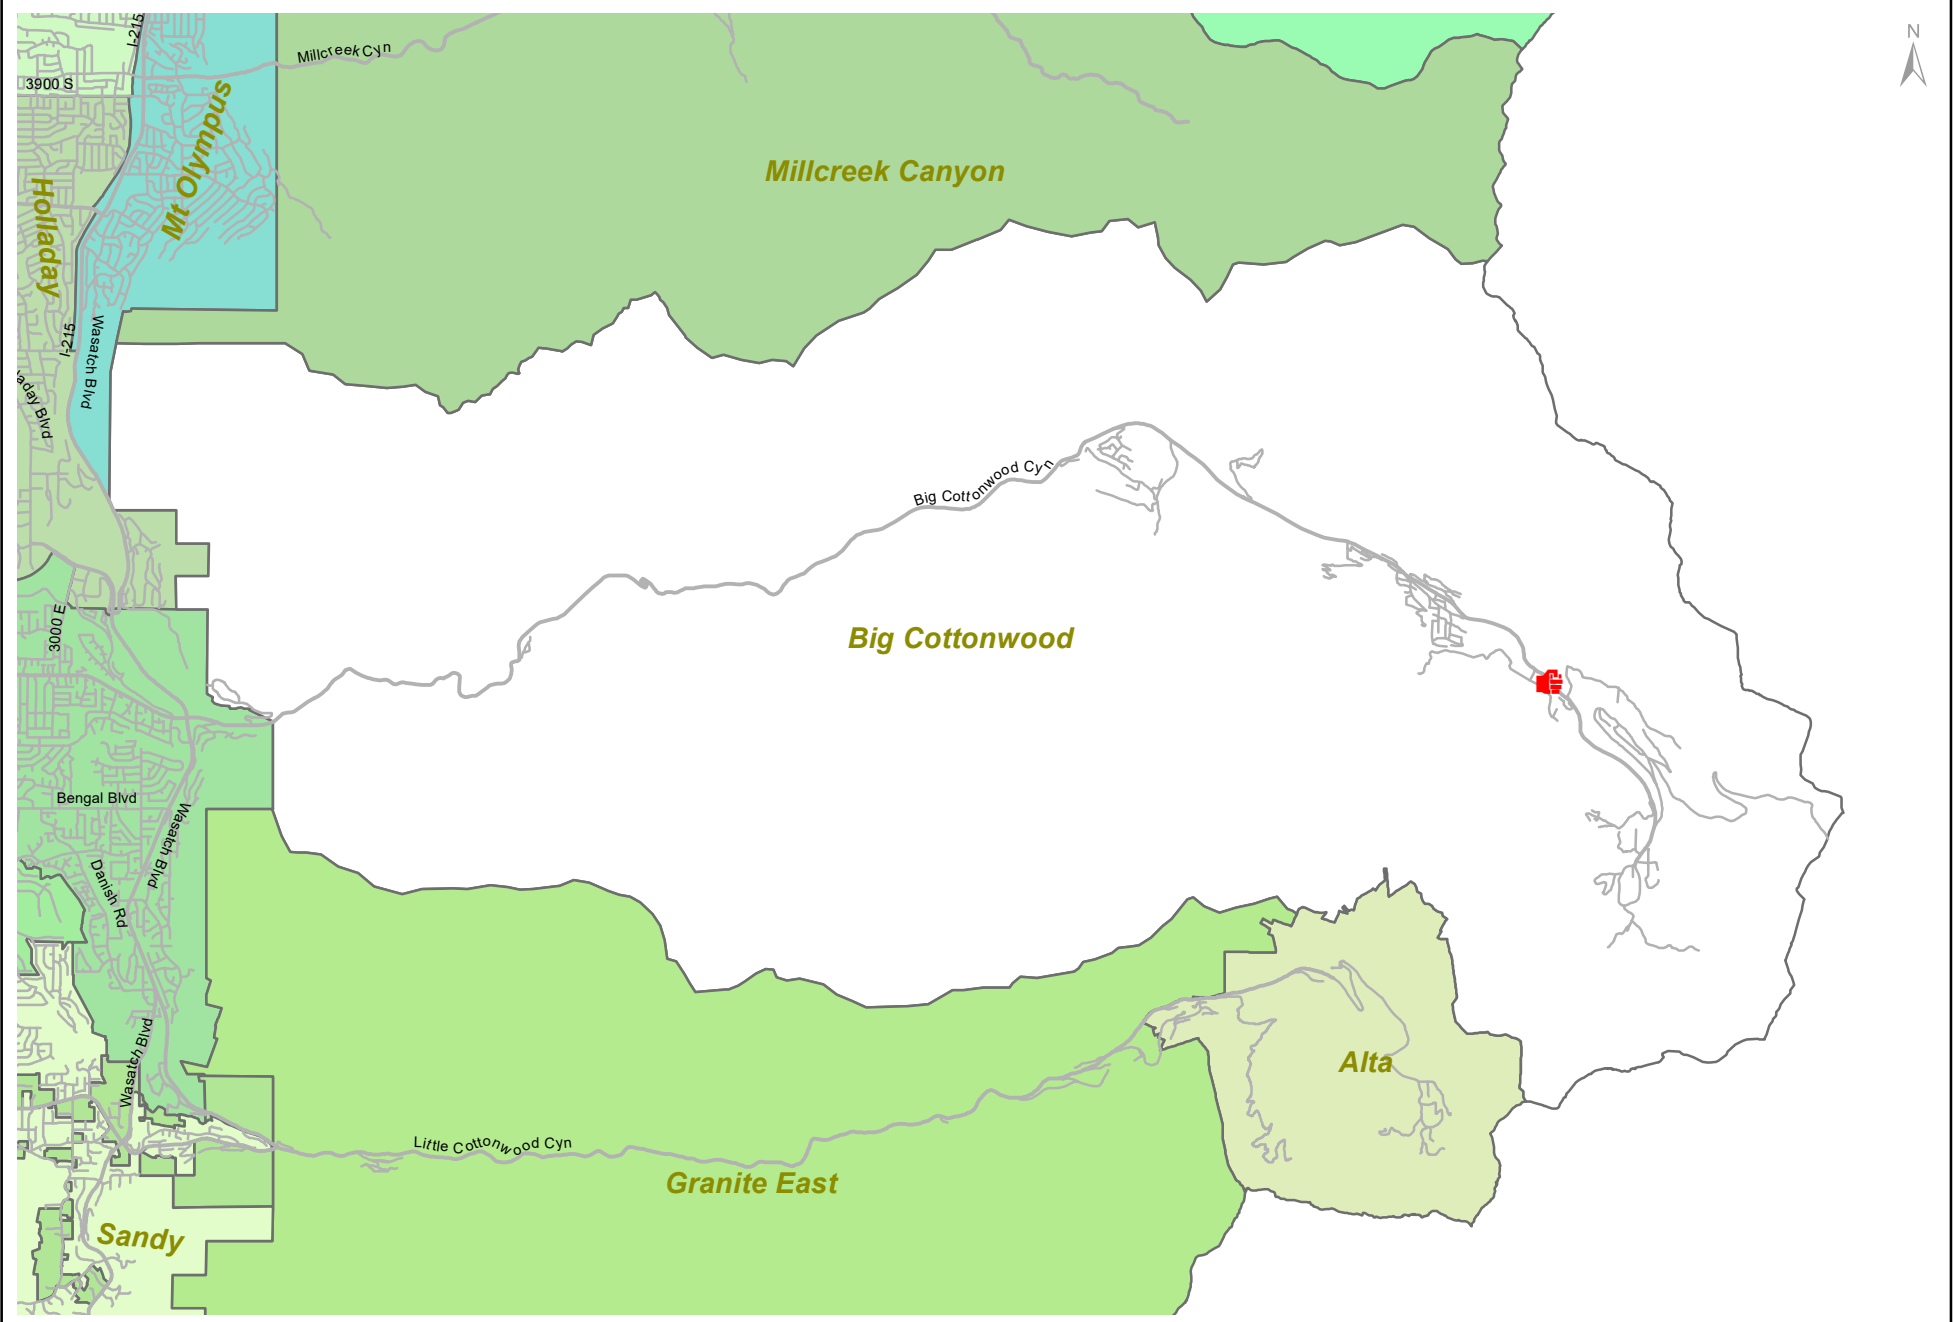 N
I-215
Millcreek Cyn
3900 S
Mt Olympus
Millcreek Canyon
Holladay
I-215
Wasatch Blvd
aday Blvd
Big Cottonwood Cyn
3000 E
Big Cottonwood
Bengal Blvd
Wasatch Blvd
Danish Rd
Wasatch Blvd
Alta
Little Cottonwood Cyn
Granite East
Sandy